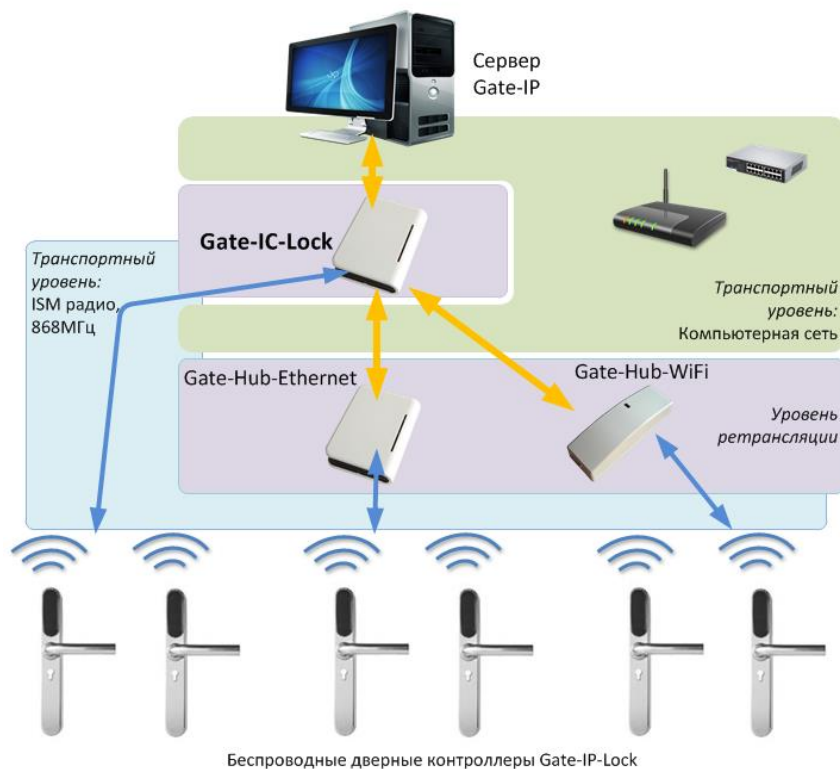 Сервер
Gate-IP
Gate-IC-Lock
Транспортный
уровень:
ISM радио,
868МГц
Транспортный
уровень:
Компьютерная сеть
Gate-Hub-Ethernet
Gate-Hub-WiFi
Уровень
ретрансляции
Беспроводные дверные контроллеры Gate-IP-Lock